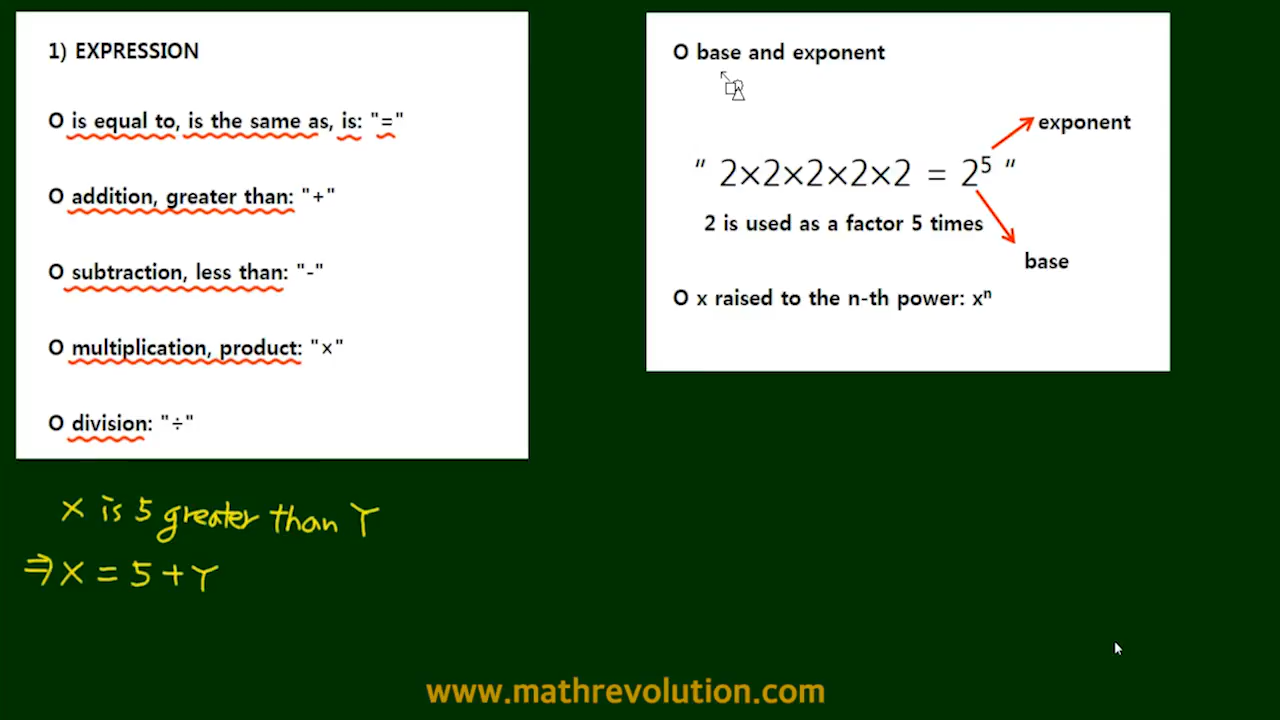 1) EXPRESSION
O is equal to, is the same as, is: "="
O addition, greater than: "+"
O subtraction, less than: "-"
O multiplication, product: "×"
O division: "÷"
X is 5 greater than Y
⇒ X = 5 + Y
O base and exponent
exponent
" 2×2×2×2×2 = 2⁵ "
2 is used as a factor 5 times
base
O x raised to the n-th power: xⁿ
www.mathrevolution.com